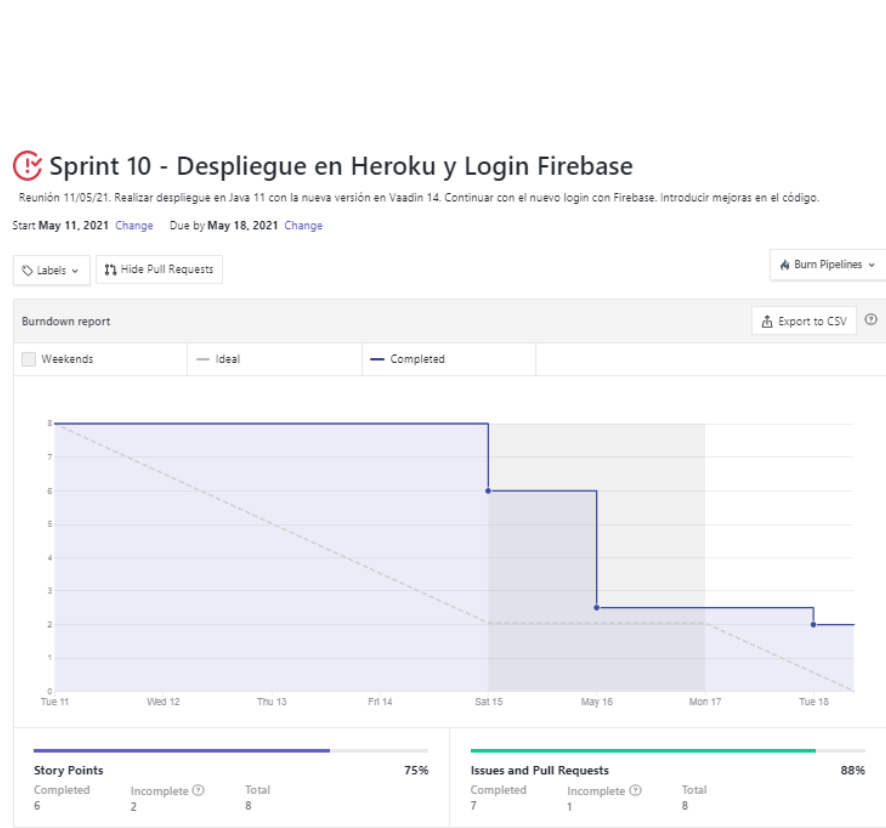 Sprint 10 - Despliegue en Heroku y Login Firebase
Reunión 11/05/21. Realizar despliegue en Java 11 con la nueva versión en Vaadin 14. Continuar con el nuevo login con Firebase. Introducir mejoras en el código.
Start May 11, 2021 Change Due by May 18, 2021 Change
Labels Hide Pull Requests Burn Pipelines
Burndown report Export to CSV
Weekends Ideal Completed
8
7
6
5
4
3
2
1
0
Tue 11 Wed 12 Thu 13 Fri 14 Sat 15 May 16 Mon 17 Tue 18
Story Points 75% Issues and Pull Requests 88%
Completed Incomplete Total Completed Incomplete Total
6 2 8 7 1 8